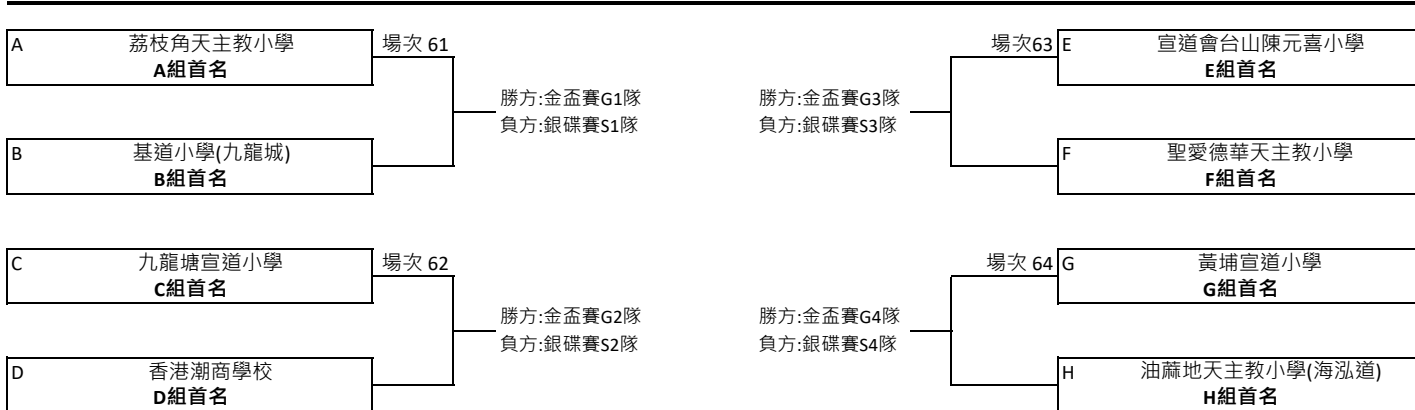 A 荔枝角天主教小學
A組首名
場次 61
勝方:金盃賽G1隊
負方:銀碟賽S1隊
B 基道小學(九龍城)
B組首名
C 九龍塘宣道小學
C組首名
場次 62
勝方:金盃賽G2隊
負方:銀碟賽S2隊
D 香港潮商學校
D組首名
場次63
E 宣道會台山陳元喜小學
E組首名
勝方:金盃賽G3隊
負方:銀碟賽S3隊
F 聖愛德華天主教小學
F組首名
場次 64
G 黃埔宣道小學
G組首名
勝方:金盃賽G4隊
負方:銀碟賽S4隊
H 油蔴地天主教小學(海泓道)
H組首名